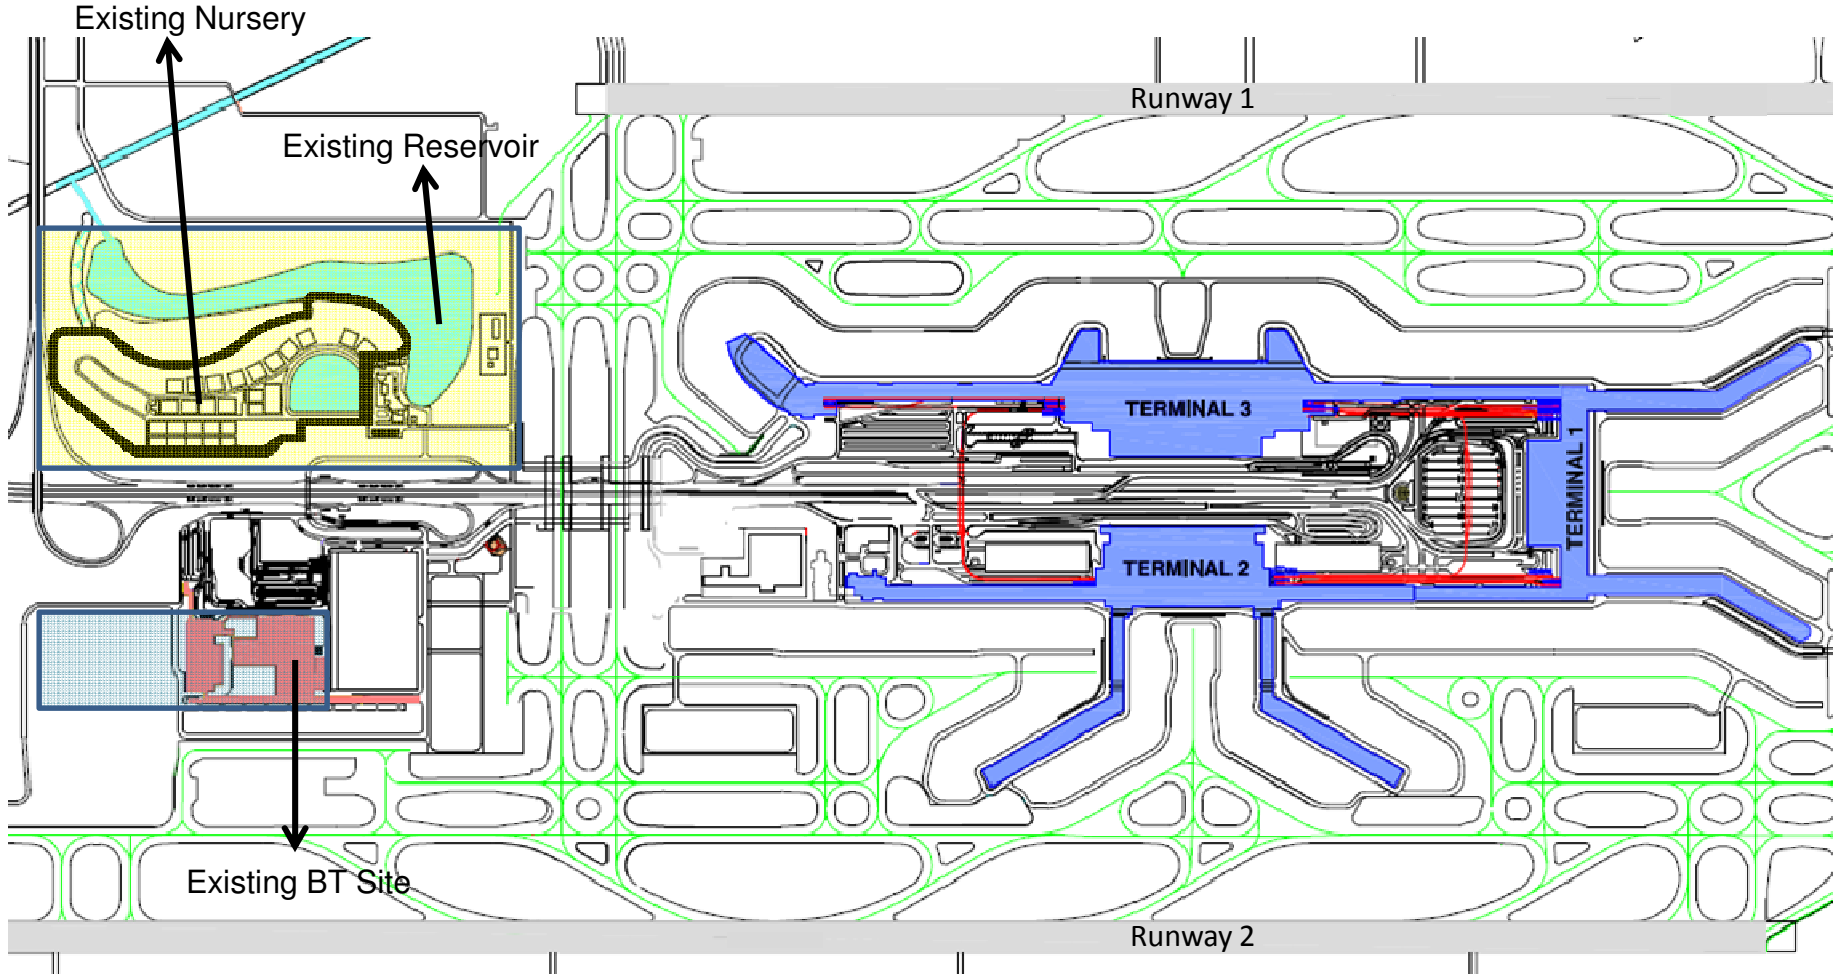 Existing Nursery
Runway 1
Existing Reservoir
TERMINAL 3
TERMINAL 1
TERMINAL 2
Existing BT Site
Runway 2